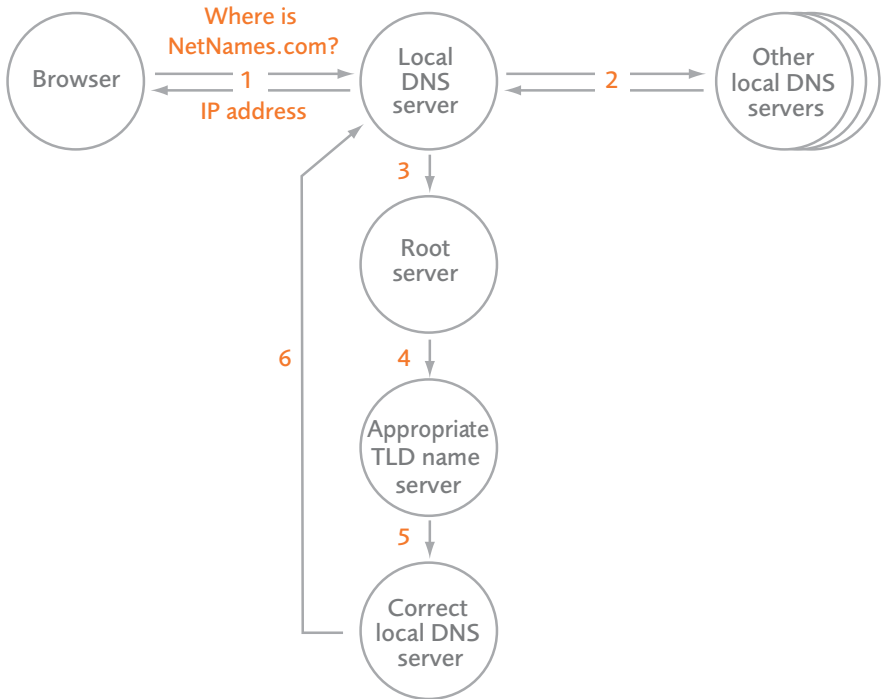 Where is
NetNames.com?
Browser
1
IP address
Local
DNS
server
2
Other
local DNS
servers
3
Root
server
4
6
Appropriate
TLD name
server
5
Correct
local DNS
server